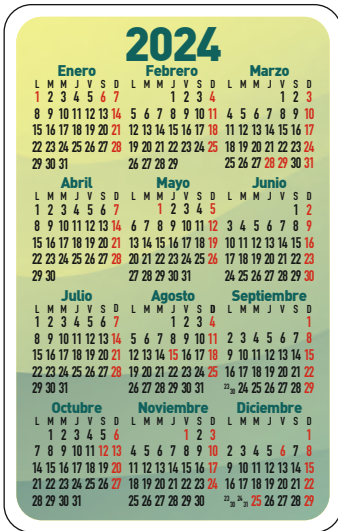 2024
Enero
L M M J V S D
1 2 3 4 5 6 7
8 9 10 11 12 13 14
15 16 17 18 19 20 21
22 23 24 25 26 27 28
29 30 31
Febrero
L M M J V S D
1 2 3 4
5 6 7 8 9 10 11
12 13 14 15 16 17 18
19 20 21 22 23 24 25
26 27 28 29
Marzo
L M M J V S D
1 2 3
4 5 6 7 8 9 10
11 12 13 14 15 16 17
18 19 20 21 22 23 24
25 26 27 28 29 30 31
Abril
L M M J V S D
1 2 3 4 5 6 7
8 9 10 11 12 13 14
15 16 17 18 19 20 21
22 23 24 25 26 27 28
29 30
Mayo
L M M J V S D
1 2 3 4 5
6 7 8 9 10 11 12
13 14 15 16 17 18 19
20 21 22 23 24 25 26
27 28 29 30 31
Junio
L M M J V S D
1 2
3 4 5 6 7 8 9
10 11 12 13 14 15 16
17 18 19 20 21 22 23
24 25 26 27 28 29 30
Julio
L M M J V S D
1 2 3 4 5 6 7
8 9 10 11 12 13 14
15 16 17 18 19 20 21
22 23 24 25 26 27 28
29 30 31
Agosto
L M M J V S D
1 2 3 4
5 6 7 8 9 10 11
12 13 14 15 16 17 18
19 20 21 22 23 24 25
26 27 28 29 30 31
Septiembre
L M M J V S D
1
2 3 4 5 6 7 8
9 10 11 12 13 14 15
16 17 18 19 20 21 22
23 30 24 25 26 27 28 29
Octubre
L M M J V S D
1 2 3 4 5 6
7 8 9 10 11 12 13
14 15 16 17 18 19 20
21 22 23 24 25 26 27
28 29 30 31
Noviembre
L M M J V S D
1 2 3
4 5 6 7 8 9 10
11 12 13 14 15 16 17
18 19 20 21 22 23 24
25 26 27 28 29 30
Diciembre
L M M J V S D
1
2 3 4 5 6 7 8
9 10 11 12 13 14 15
16 17 18 19 20 21 22
23 30 24 31 25 26 27 28 29